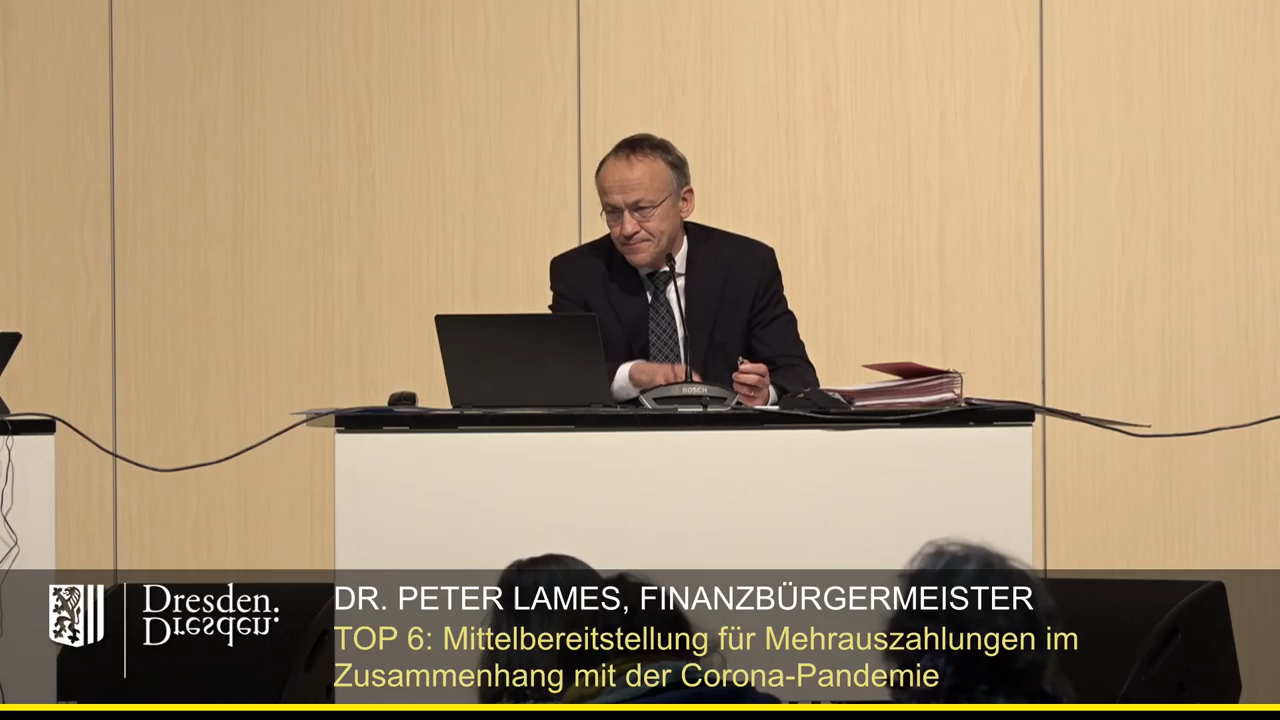 BOSCH
Dresden.
Dresden.
DR. PETER LAMES, FINANZBÜRGERMEISTER
TOP 6: Mittelbereitstellung für Mehrauszahlungen im
Zusammenhang mit der Corona-Pandemie